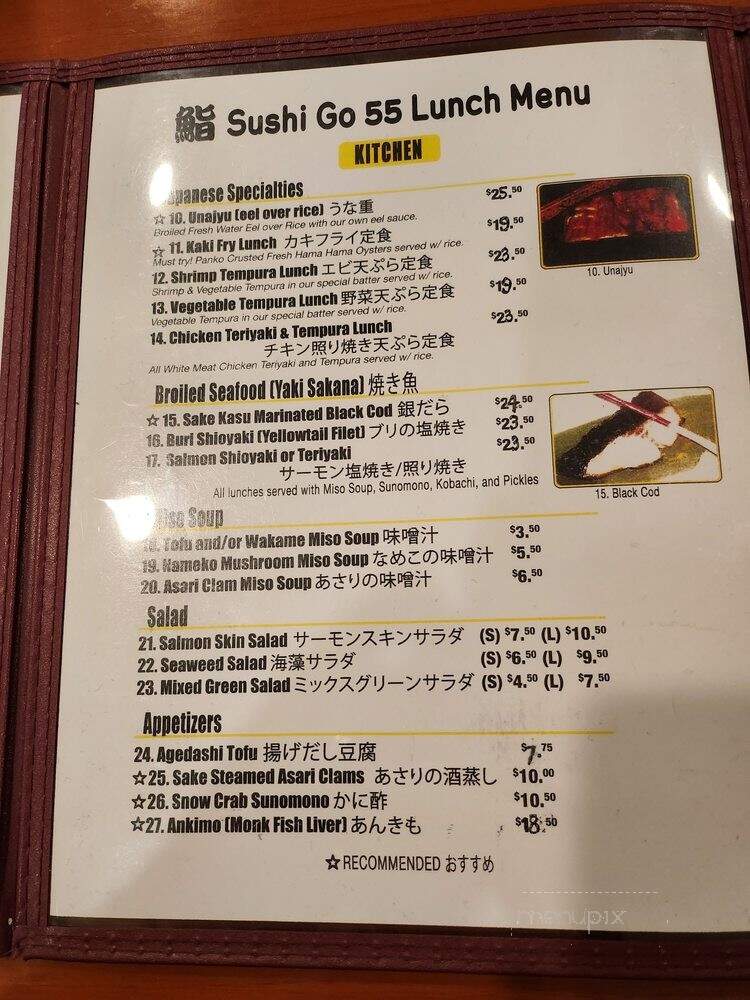 鮨 Sushi Go 55 Lunch Menu
KITCHEN
Japanese Specialties
☆ 10. Unajyu (eel over rice) うな重 $25.50
Broiled Fresh Water Eel over Rice with our own eel sauce.
☆ 11. Kaki Fry Lunch カキフライ定食 $19.50
Must try! Panko Crusted Fresh Hama Hama Oysters served w/ rice.
12. Shrimp Tempura Lunch エビ天ぷら定食 $23.50
Shrimp & Vegetable Tempura in our special batter served w/ rice.
13. Vegetable Tempura Lunch 野菜天ぷら定食 $19.50
Vegetable Tempura in our special batter served w/ rice.
14. Chicken Teriyaki & Tempura Lunch $23.50
チキン照り焼き天ぷら定食
All White Meat Chicken Teriyaki and Tempura served w/ rice.
10. Unajyu
Broiled Seafood (Yaki Sakana) 焼き魚
☆ 15. Sake Kasu Marinated Black Cod 銀だら $24.50
16. Buri Shioyaki (Yellowtail Filet) ブリの塩焼き $23.50
17. Salmon Shioyaki or Teriyaki $23.50
サーモン塩焼き/照り焼き
All lunches served with Miso Soup, Sunomono, Kobachi, and Pickles
15. Black Cod
Miso Soup
18. Tofu and/or Wakame Miso Soup 味噌汁 $3.50
19. Nameko Mushroom Miso Soup なめこの味噌汁 $5.50
20. Asari Clam Miso Soup あさりの味噌汁 $6.50
Salad
21. Salmon Skin Salad サーモンスキンサラダ (S) $7.50 (L) $10.50
22. Seaweed Salad 海藻サラダ (S) $6.50 (L) $9.50
23. Mixed Green Salad ミックスグリーンサラダ (S) $4.50 (L) $7.50
Appetizers
24. Agedashi Tofu 揚げだし豆腐 $7.75
☆25. Sake Steamed Asari Clams あさりの酒蒸し $10.00
☆26. Snow Crab Sunomono かに酢 $10.50
☆27. Ankimo (Monk Fish Liver) あんきも $18.50
☆RECOMMENDED おすすめ
menupix